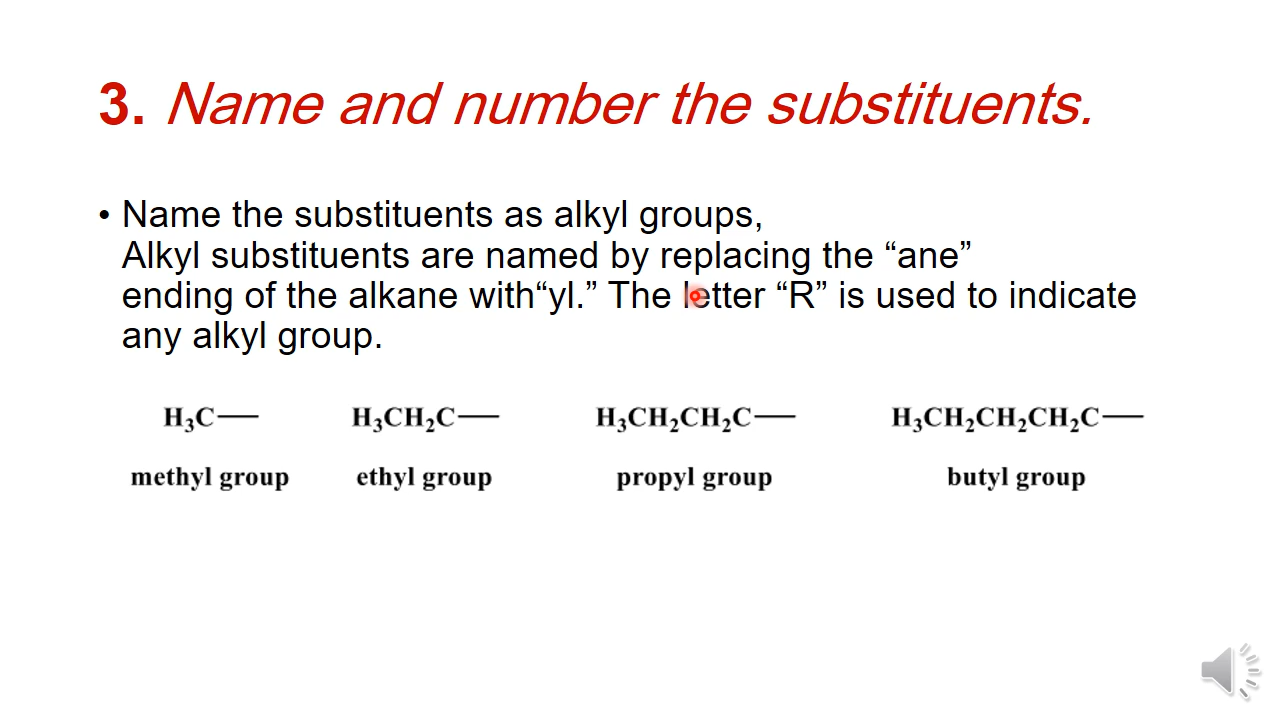 3. Name and number the substituents.
• Name the substituents as alkyl groups,
Alkyl substituents are named by replacing the “ane”
ending of the alkane with“yl.” The letter “R” is used to indicate
any alkyl group.
H₃C— H₃CH₂C— H₃CH₂CH₂C— H₃CH₂CH₂CH₂C—
methyl group ethyl group propyl group butyl group